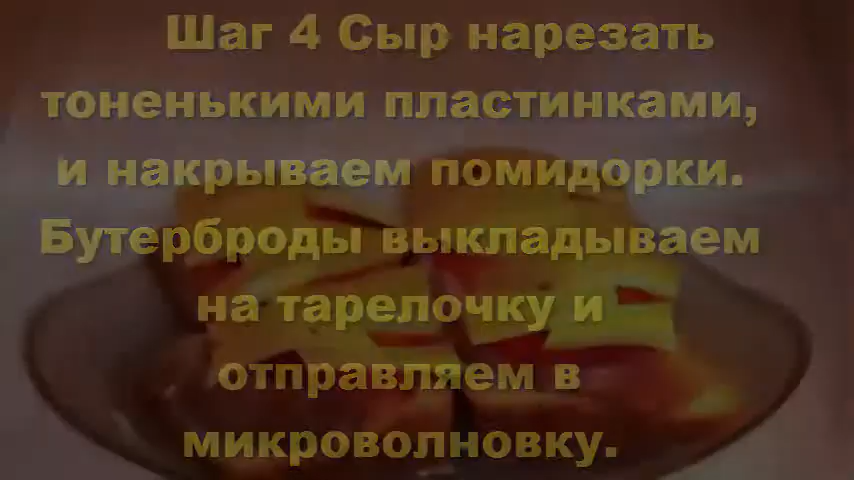 Шаг 4 Сыр нарезать
тоненькими пластинками,
и накрываем помидорки.
Бутерброды выкладываем
на тарелочку и
отправляем в
микроволновку.